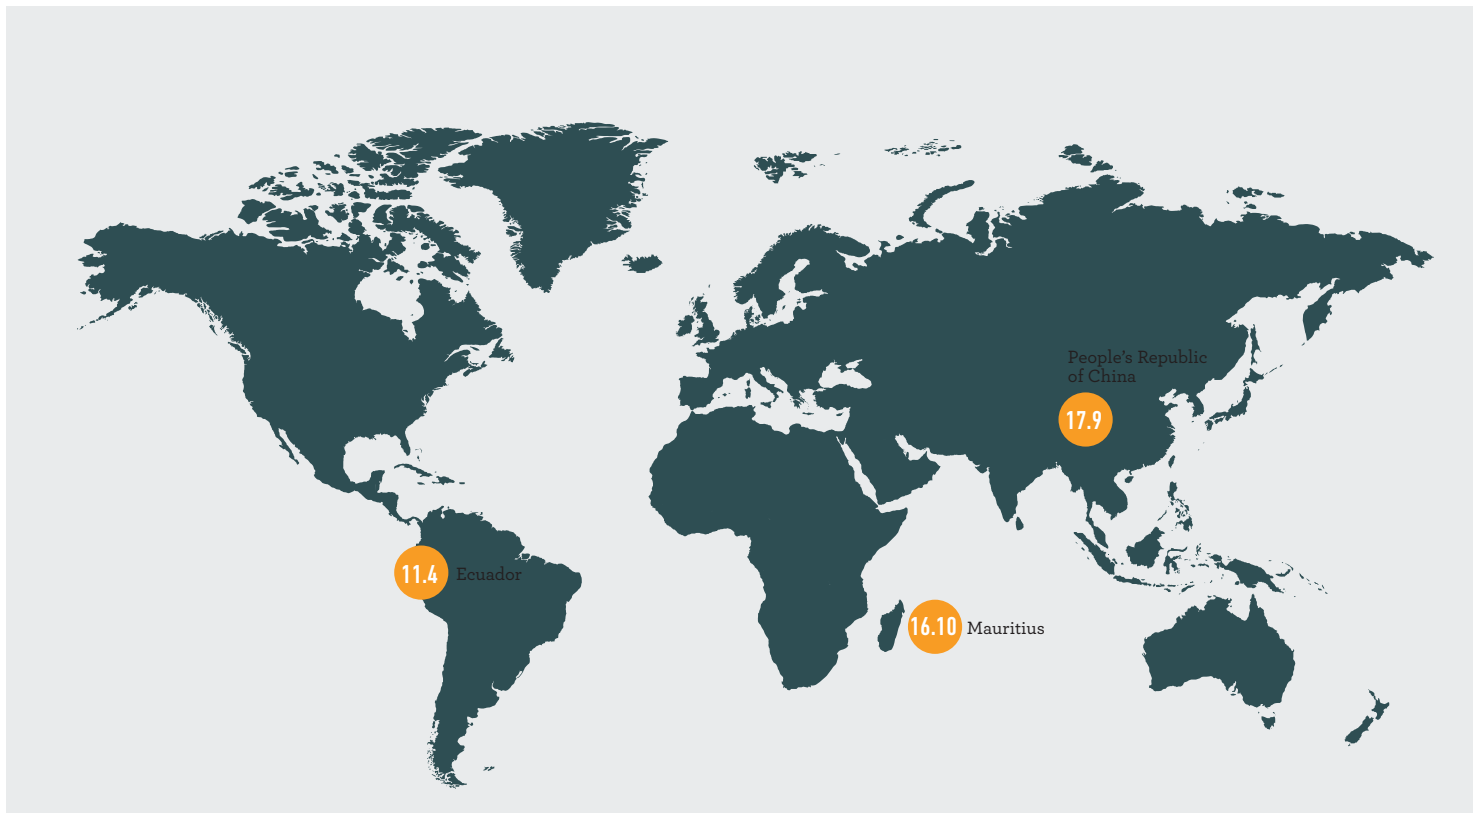 People's Republic
of China
17.9
11.4 Ecuador
16.10 Mauritius